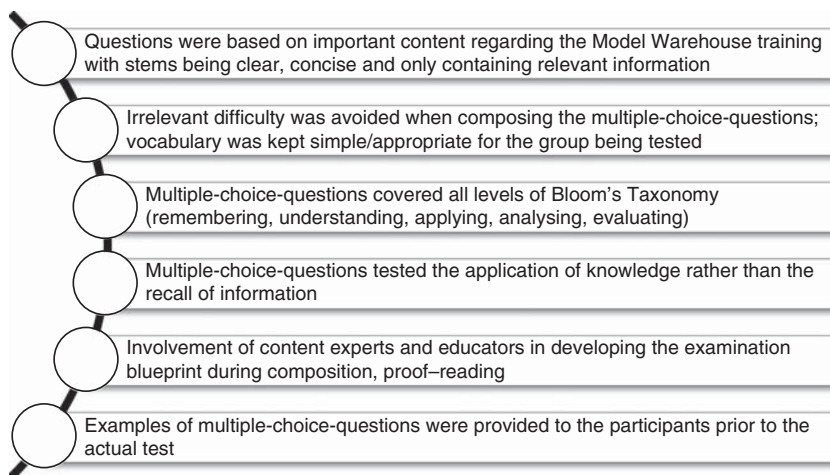 Questions were based on important content regarding the Model Warehouse training
with stems being clear, concise and only containing relevant information
Irrelevant difficulty was avoided when composing the multiple-choice-questions;
vocabulary was kept simple/appropriate for the group being tested
Multiple-choice-questions covered all levels of Bloom's Taxonomy
(remembering, understanding, applying, analysing, evaluating)
Multiple-choice-questions tested the application of knowledge rather than the
recall of information
Involvement of content experts and educators in developing the examination
blueprint during composition, proof–reading
Examples of multiple-choice-questions were provided to the participants prior to the
actual test